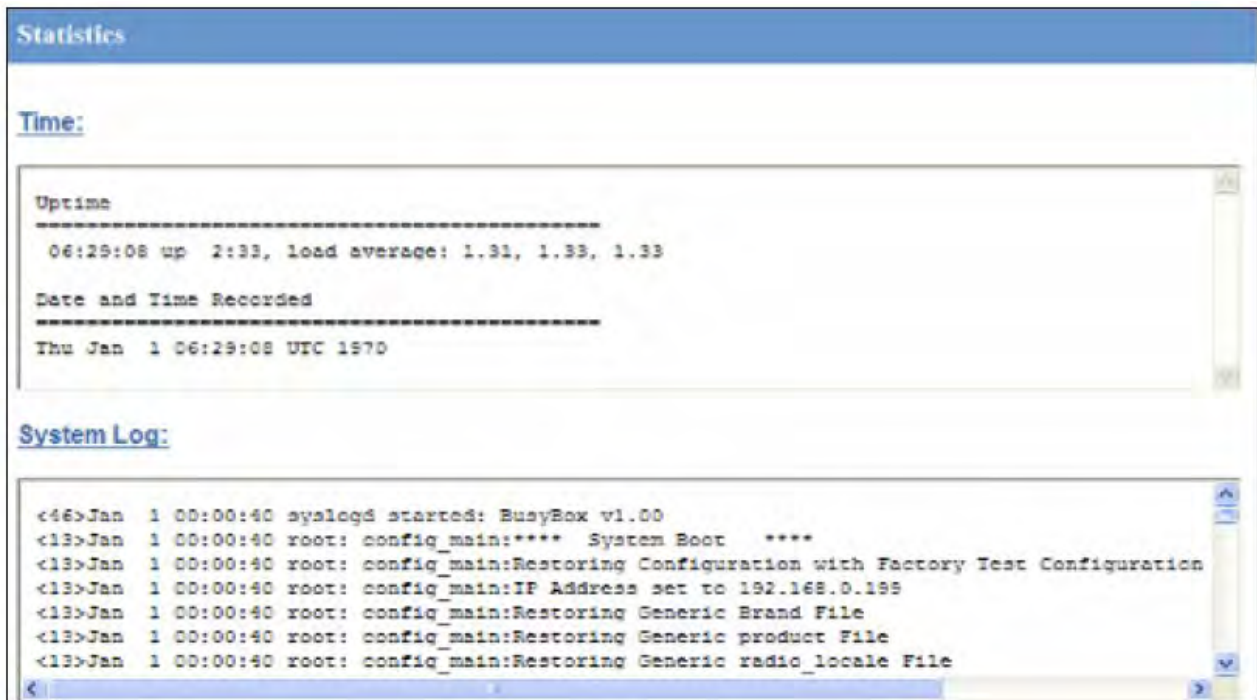 Statistics
Time:
Uptime
==============================================
06:29:08 up  2:33, load average: 1.31, 1.33, 1.33
Date and Time Recorded
==============================================
Thu Jan  1 06:29:08 UTC 1970
System Log:
<46>Jan  1 00:00:40 syslogd started: BusyBox v1.00
<13>Jan  1 00:00:40 root: config_main:****  System Boot   ****
<13>Jan  1 00:00:40 root: config_main:Restoring Configuration with Factory Test Configuration
<13>Jan  1 00:00:40 root: config_main:IP Address set to 192.168.0.199
<13>Jan  1 00:00:40 root: config_main:Restoring Generic Brand File
<13>Jan  1 00:00:40 root: config_main:Restoring Generic product File
<13>Jan  1 00:00:40 root: config_main:Restoring Generic radio_locale File